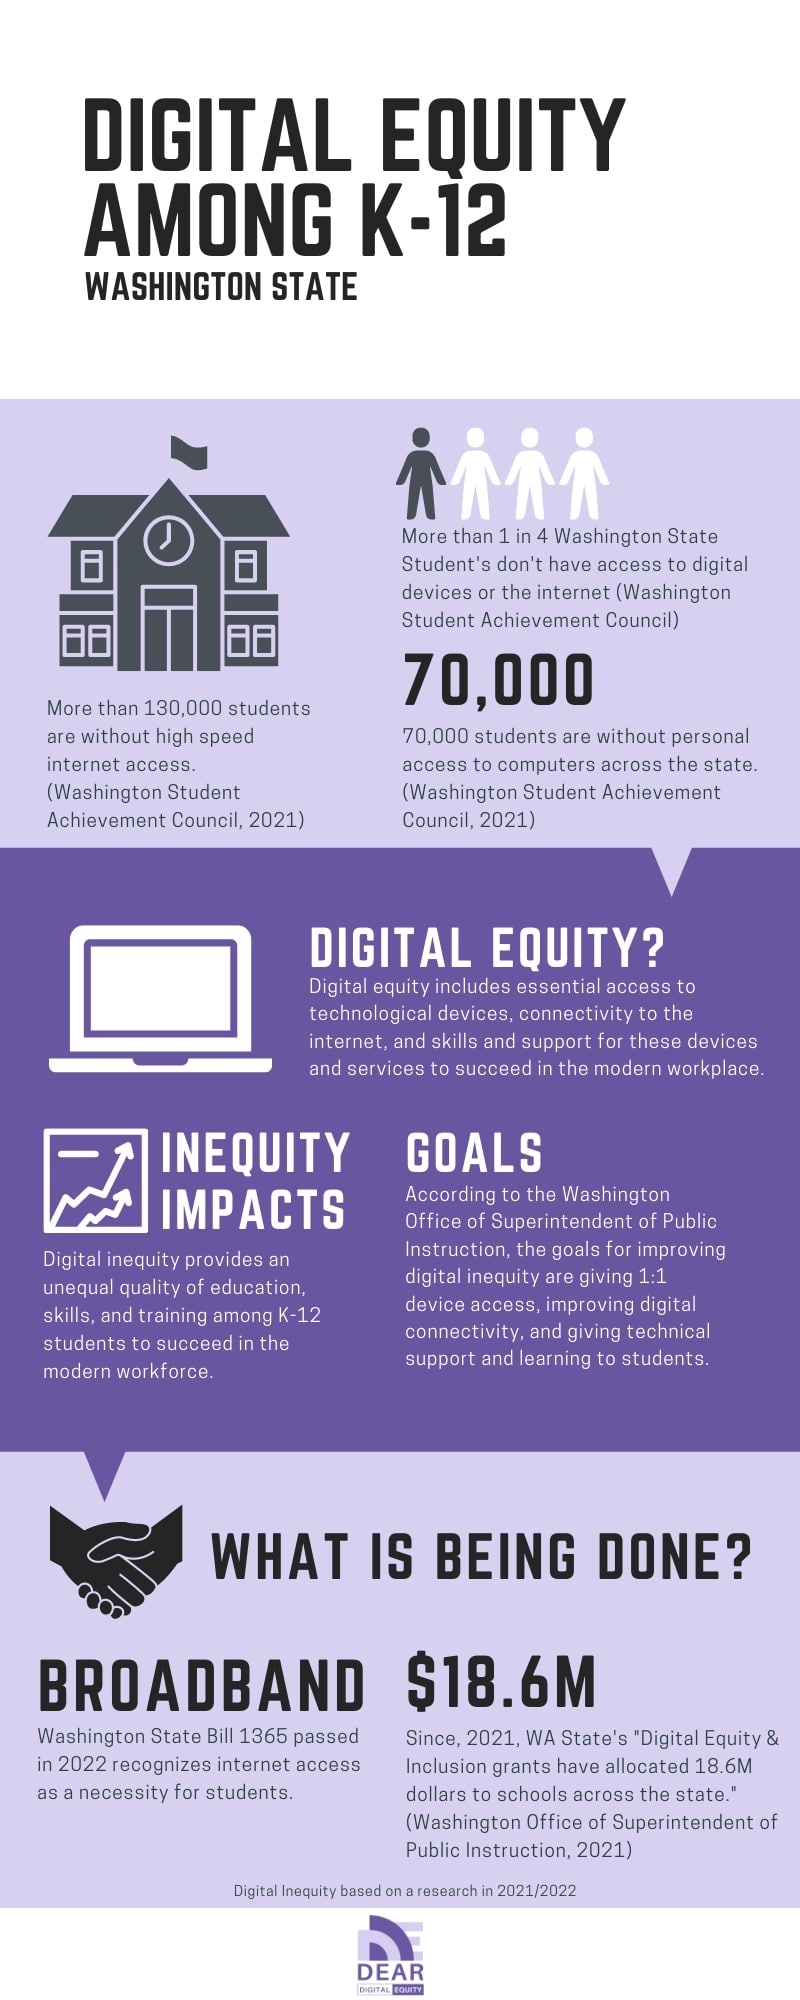 DIGITAL EQUITY
AMONG K-12
WASHINGTON STATE
More than 130,000 students
are without high speed
internet access.
(Washington Student
Achievement Council, 2021)
More than 1 in 4 Washington State
Student's don't have access to digital
devices or the internet (Washington
Student Achievement Council)
70,000
70,000 students are without personal
access to computers across the state.
(Washington Student Achievement
Council, 2021)
DIGITAL EQUITY?
Digital equity includes essential access to
technological devices, connectivity to the
internet, and skills and support for these devices
and services to succeed in the modern workplace.
INEQUITY
IMPACTS
Digital inequity provides an
unequal quality of education,
skills, and training among K-12
students to succeed in the
modern workforce.
GOALS
According to the Washington
Office of Superintendent of Public
Instruction, the goals for improving
digital inequity are giving 1:1
device access, improving digital
connectivity, and giving technical
support and learning to students.
WHAT IS BEING DONE?
BROADBAND
Washington State Bill 1365 passed
in 2022 recognizes internet access
as a necessity for students.
$18.6M
Since, 2021, WA State's "Digital Equity &
Inclusion grants have allocated 18.6M
dollars to schools across the state."
(Washington Office of Superintendent of
Public Instruction, 2021)
Digital Inequity based on a research in 2021/2022
DEAR
DIGITAL EQUITY